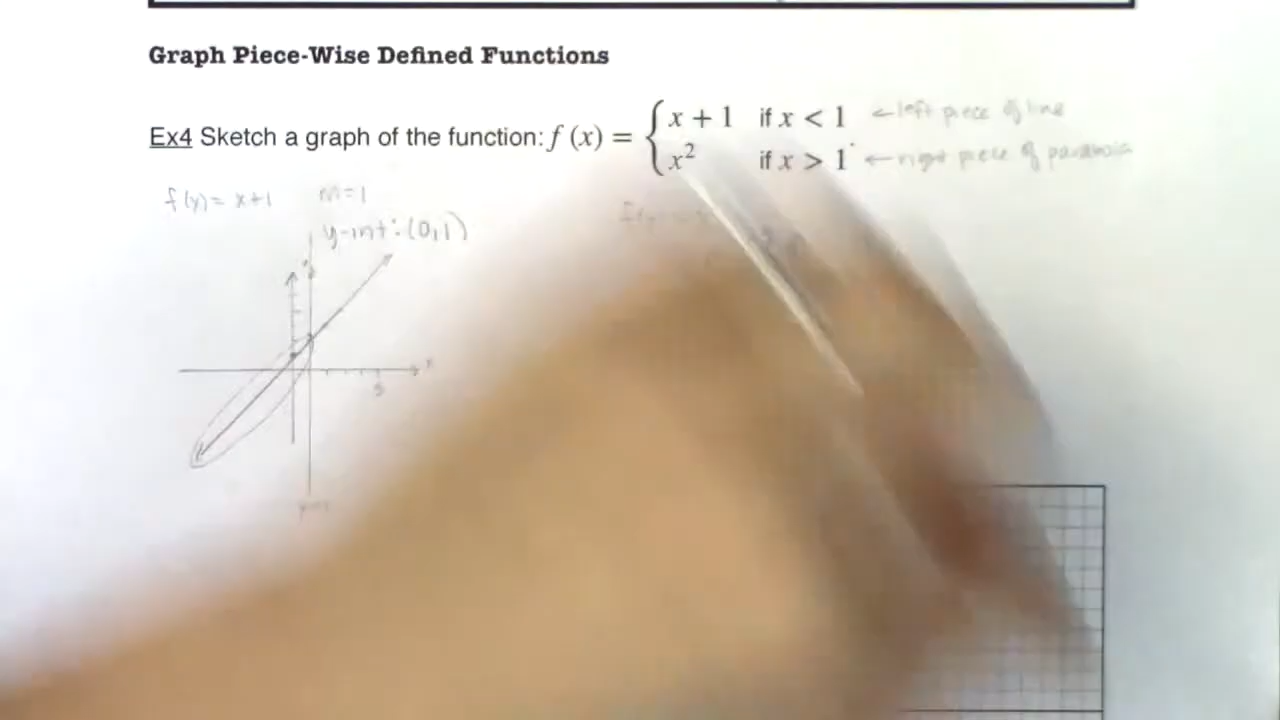 Graph Piece-Wise Defined Functions
Ex4 Sketch a graph of the function: f (x) = { x + 1 if x < 1 ← left piece of line
x² if x > 1 ← right piece of parabola
f(x) = x+1 m=1
y-int: (0,1)
y
x
5